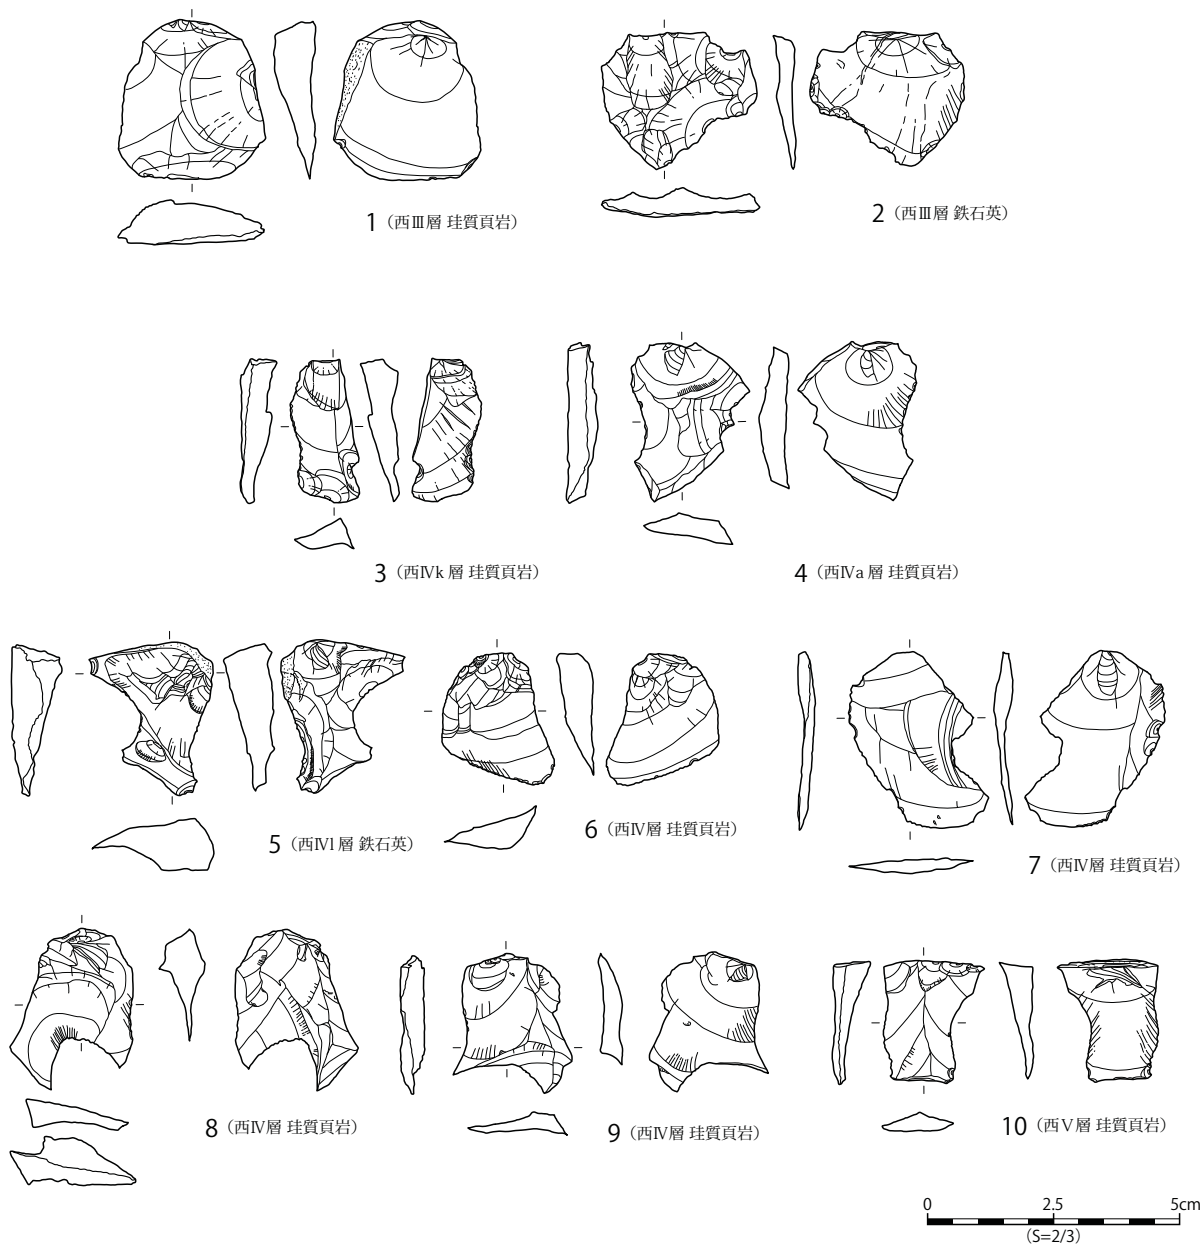 1（西Ⅲ層 珪質頁岩）
2（西Ⅲ層 鉄石英）
3（西Ⅳk 層 珪質頁岩）
4（西Ⅳa 層 珪質頁岩）
5（西Ⅳl 層 鉄石英）
6（西Ⅳ層 珪質頁岩）
7（西Ⅳ層 珪質頁岩）
8（西Ⅳ層 珪質頁岩）
9（西Ⅳ層 珪質頁岩）
10（西Ⅴ層 珪質頁岩）
0 2.5 5cm
（S=2/3）